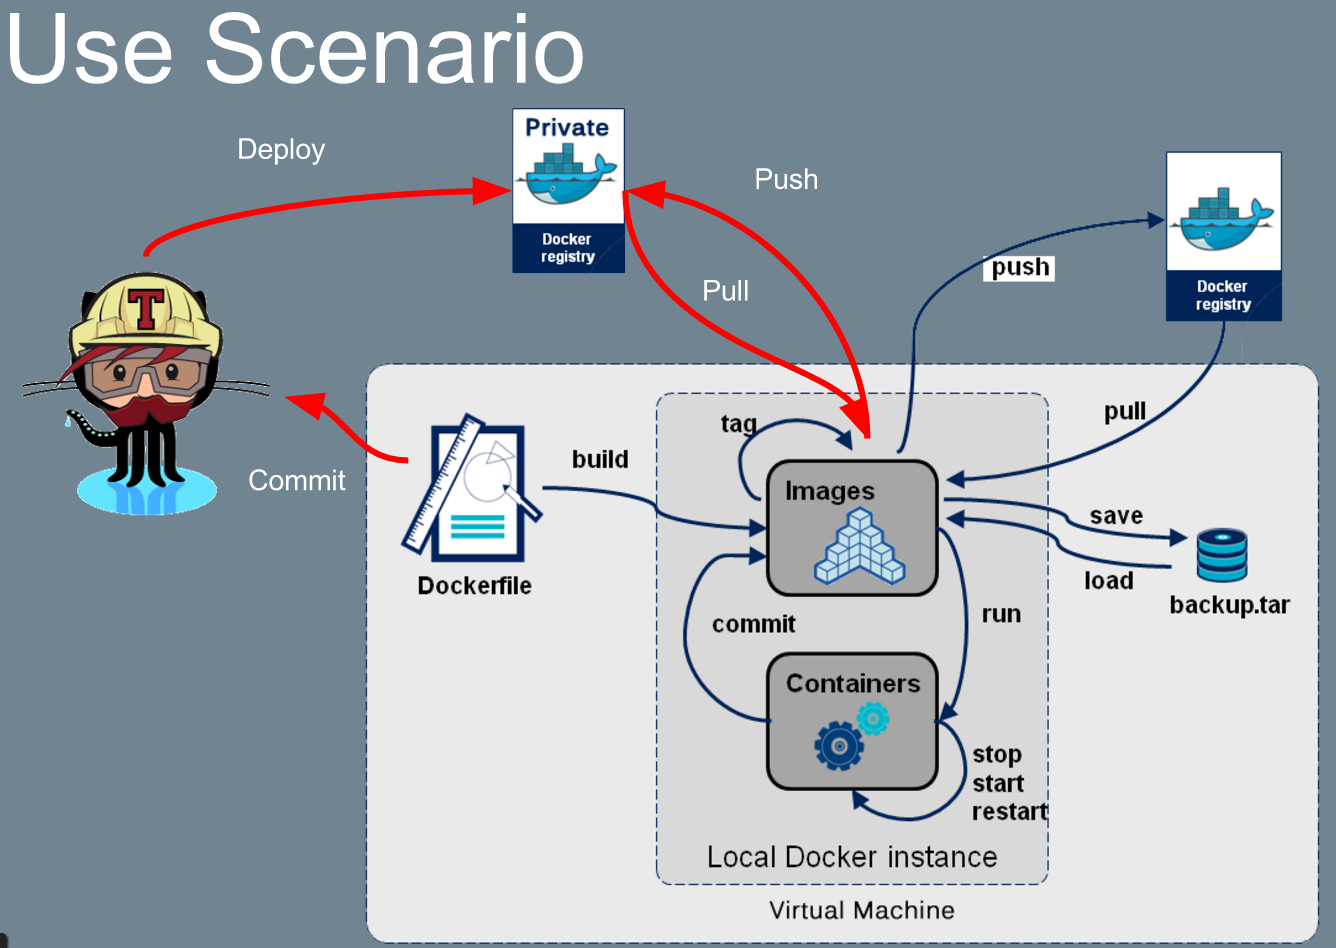 Use Scenario
Deploy
Private
Docker
registry
Push
Pull
push
Docker
registry
T
Commit
pull
tag
build
Images
save
Dockerfile
load
backup.tar
commit
run
Containers
stop
start
restart
Local Docker instance
Virtual Machine